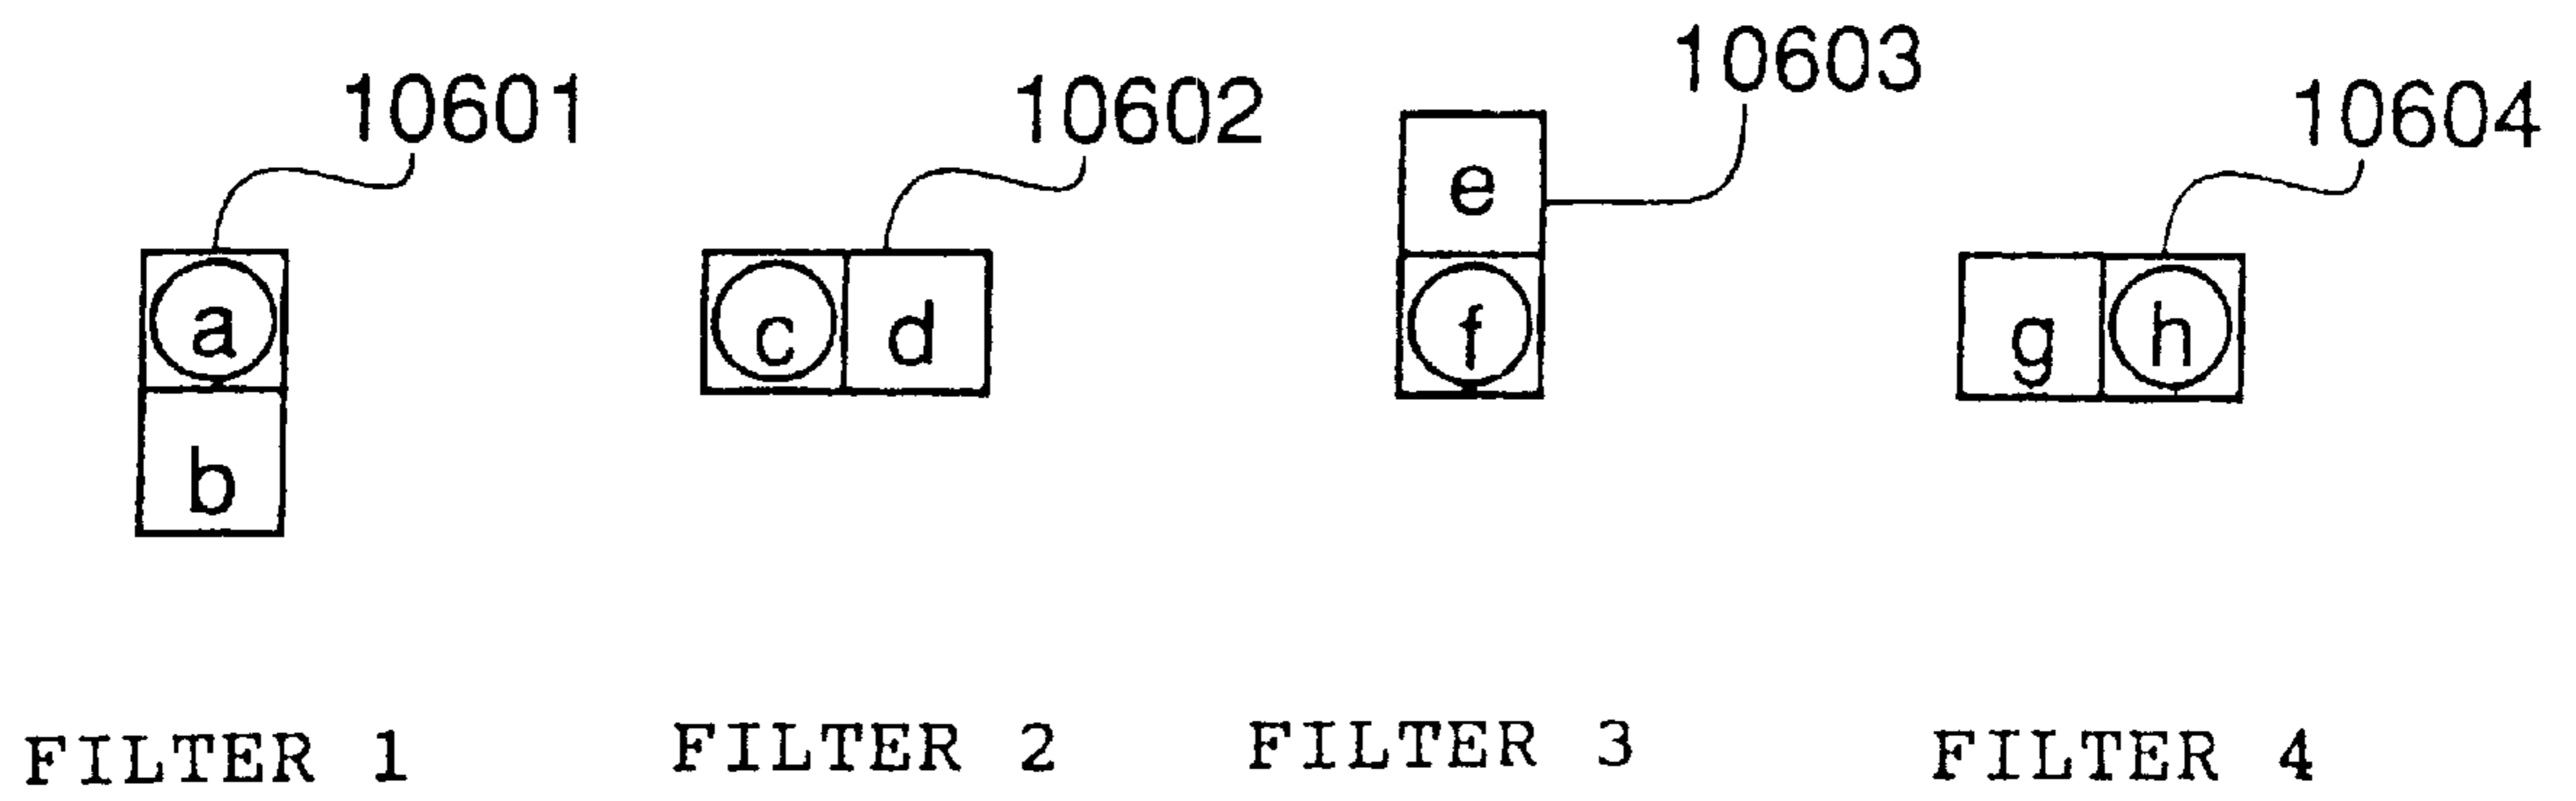 10601 10602 10603 10604
a
b
c d
e
f
g h
FILTER 1 FILTER 2 FILTER 3 FILTER 4